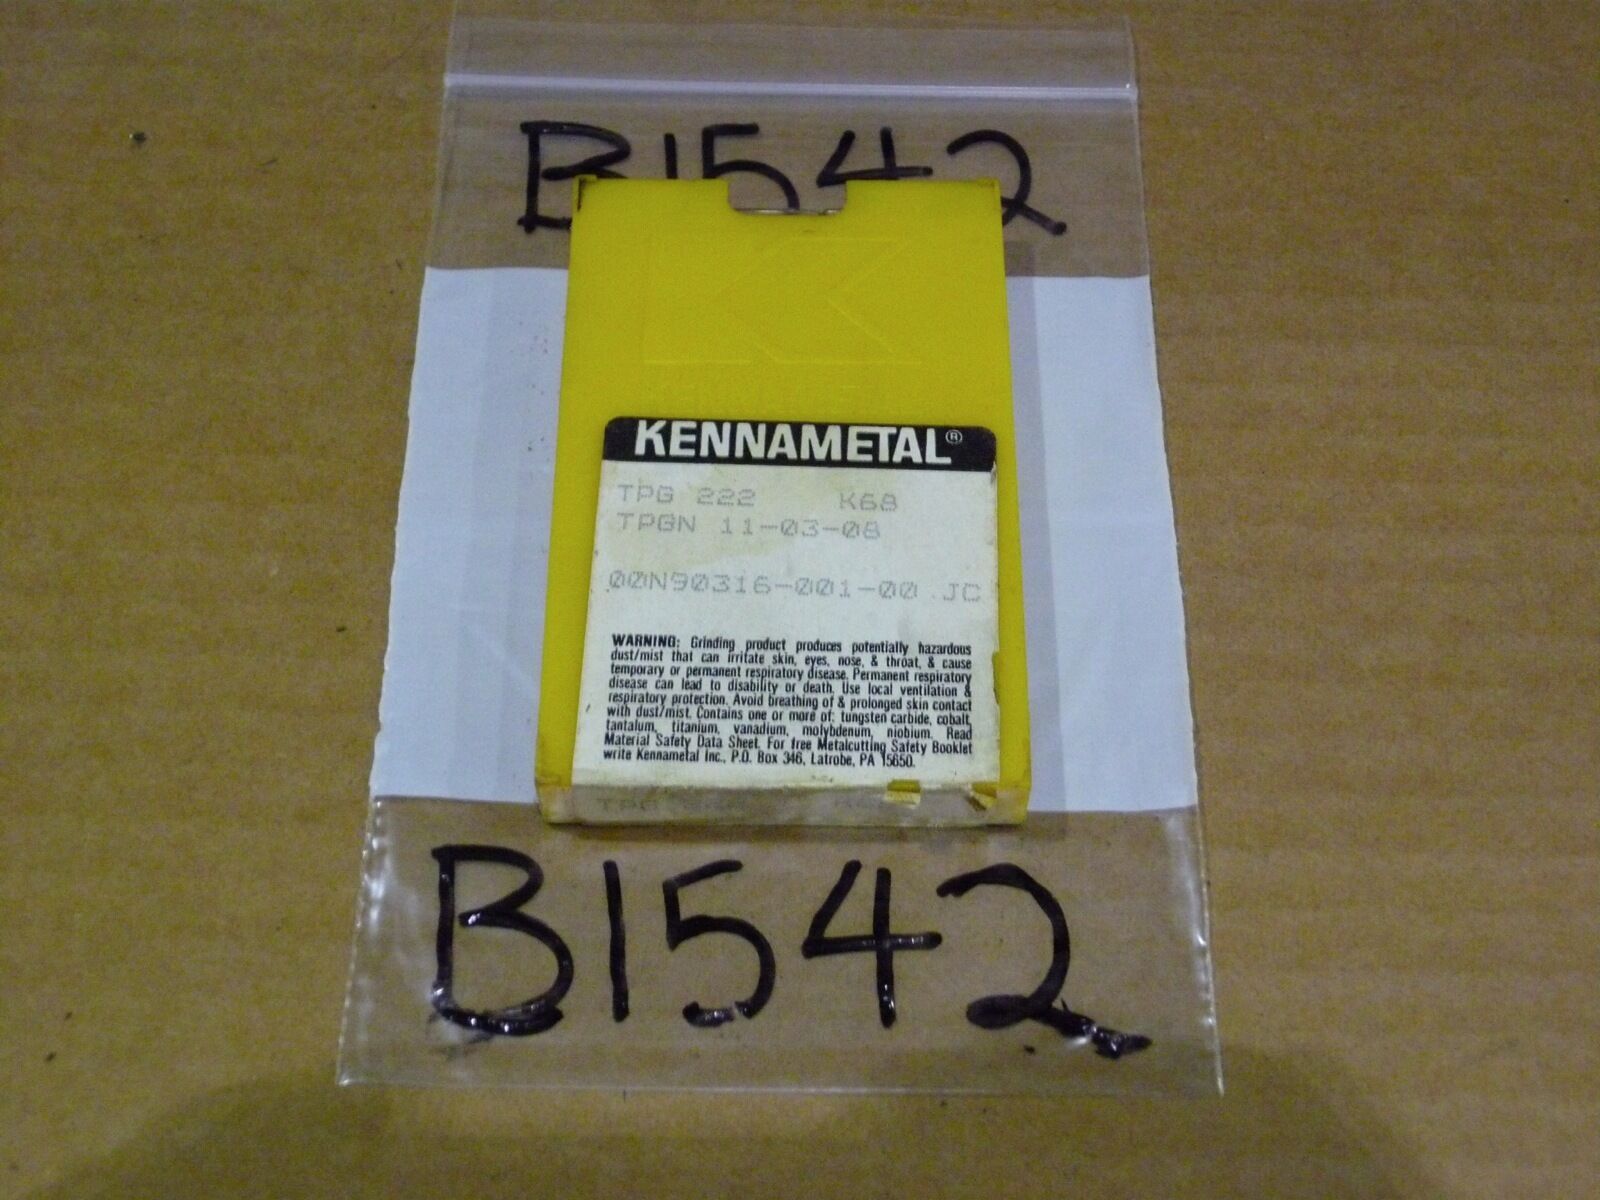 B1542
KENNAMETAL®
TPG 222 K68
TPGN 11-03-08
00N90316-001-00 JC
WARNING: Grinding product produces potentially hazardous
dust/mist that can irritate skin, eyes, nose, & throat, & cause
temporary or permanent respiratory disease. Permanent respiratory
disease can lead to disability or death. Use local ventilation &
respiratory protection. Avoid breathing of & prolonged skin contact
with dust/mist. Contains one or more of: tungsten carbide, cobalt,
tantalum, titanium, vanadium, molybdenum, niobium. Read
Material Safety Data Sheet. For free Metalcutting Safety Booklet
write Kennametal Inc., P.O. Box 346, Latrobe, PA 15650.
TPG
B1542